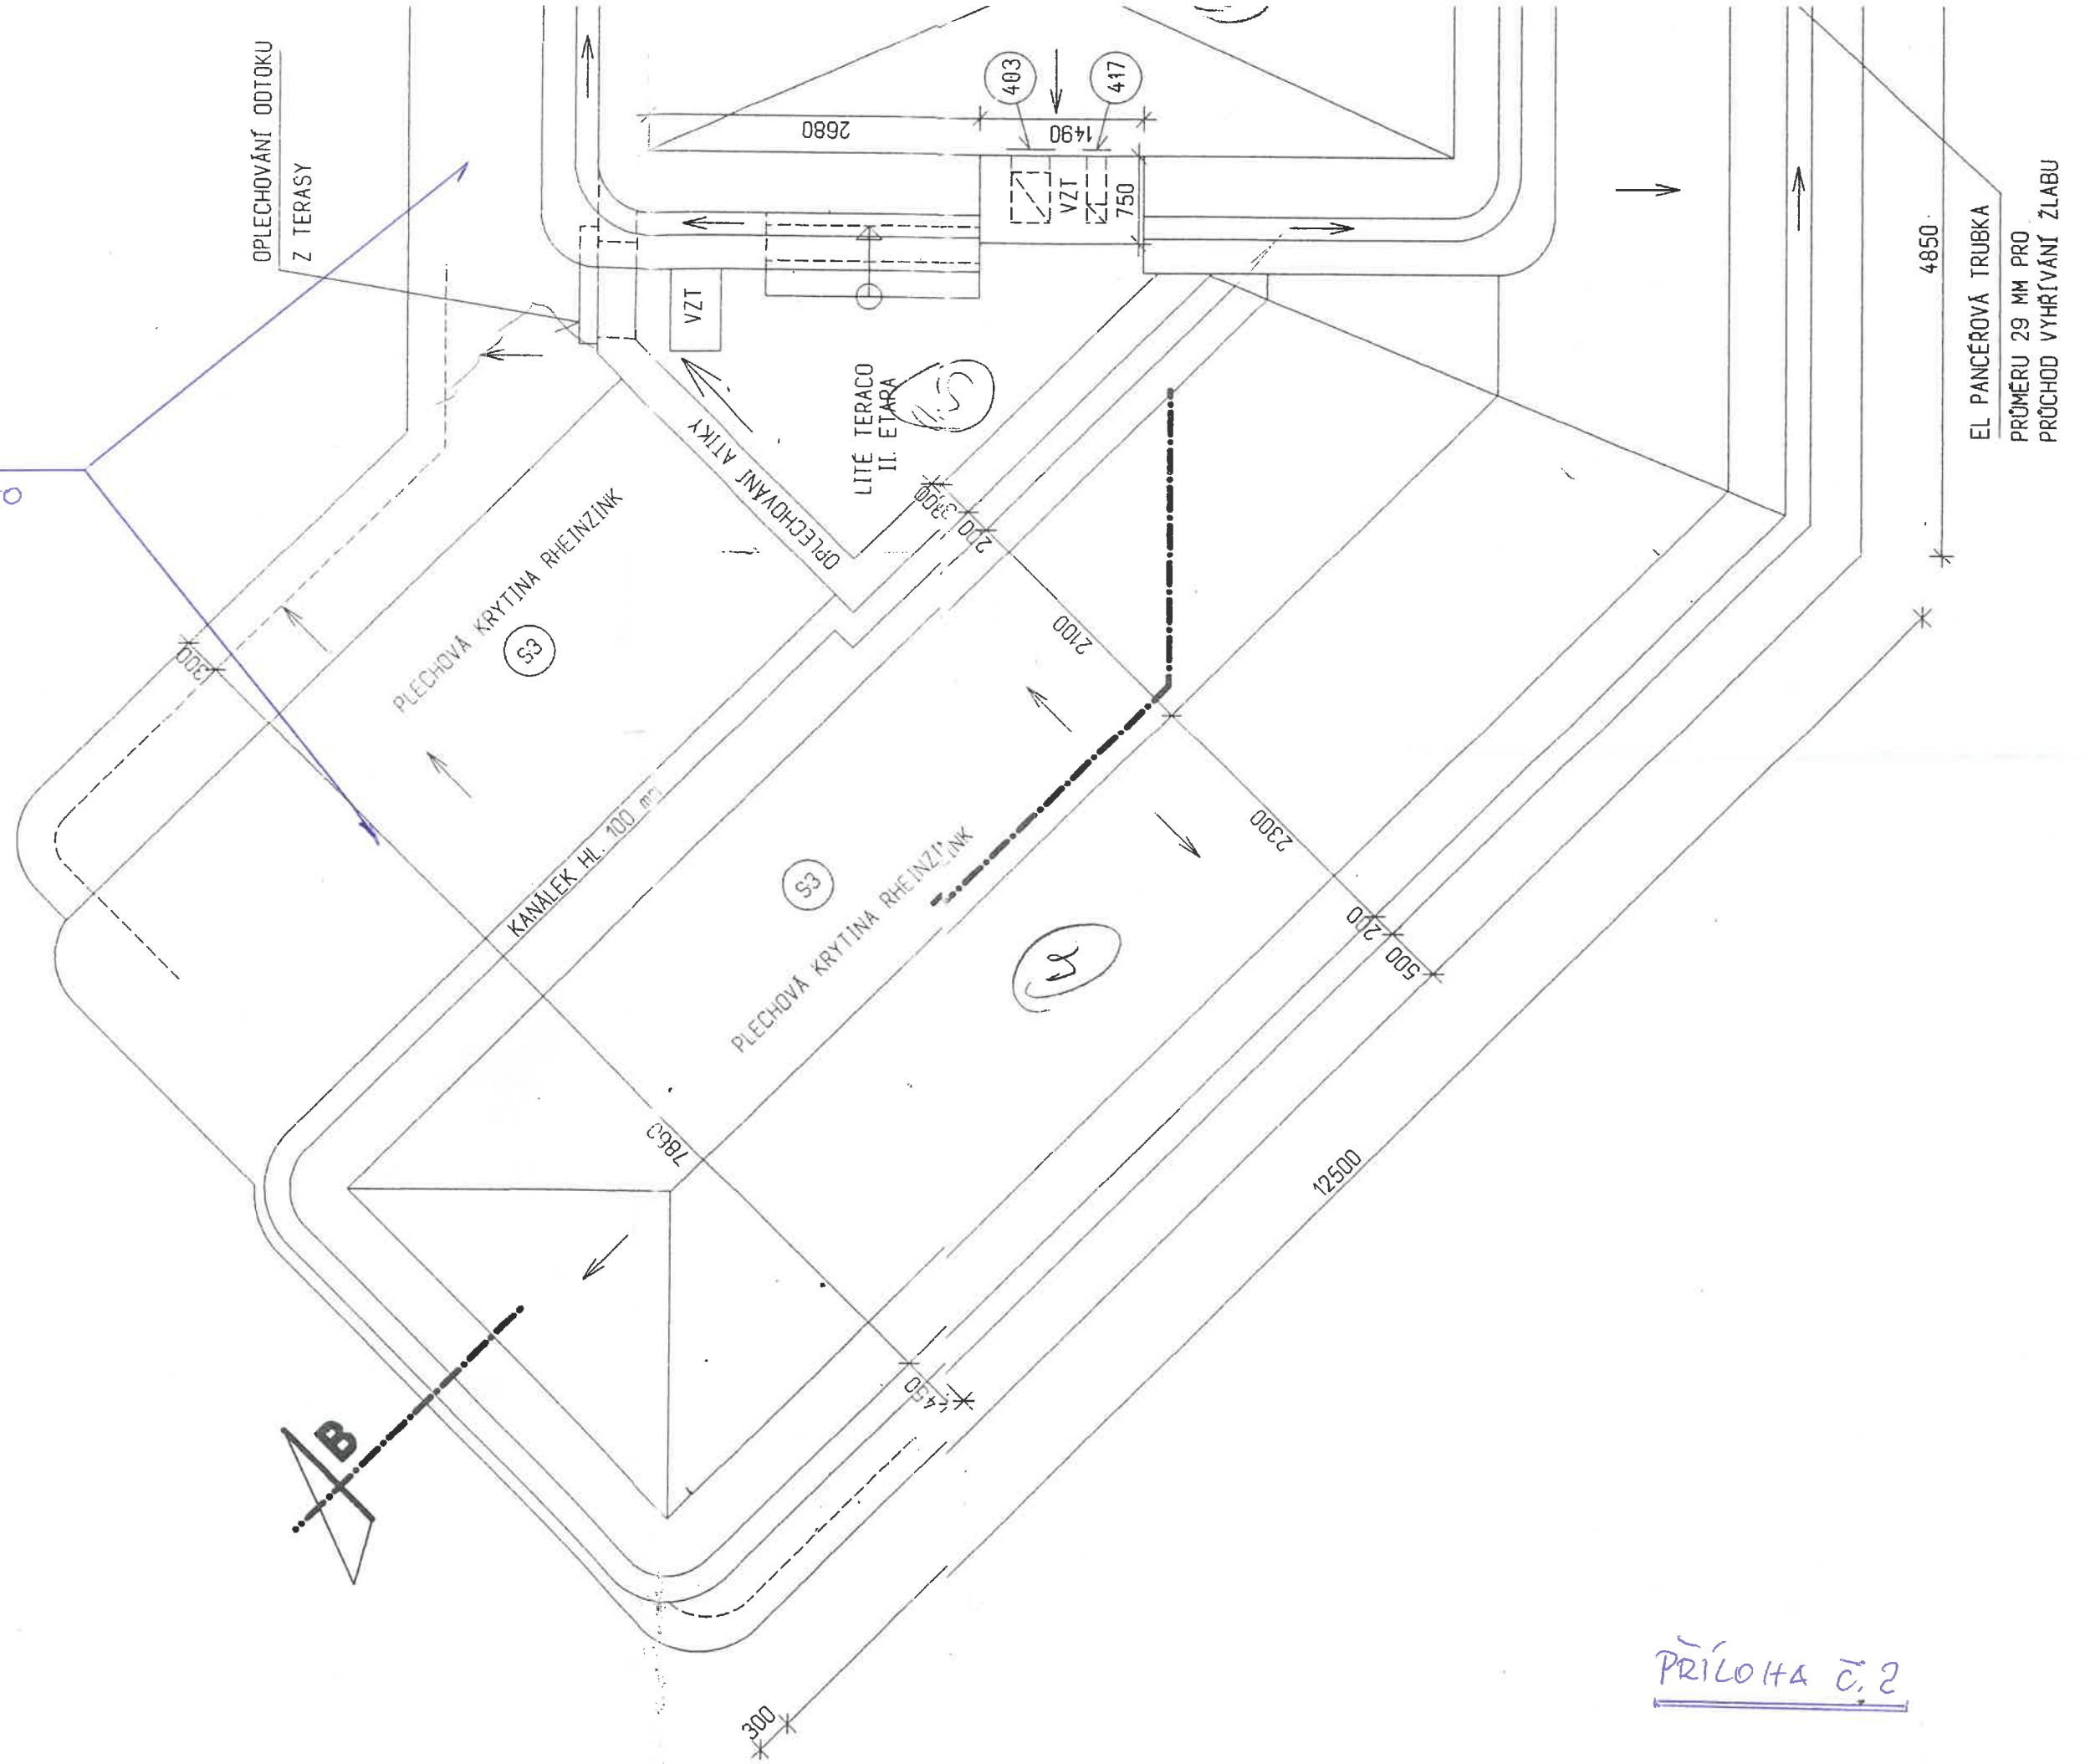 OPLECHOVÁNÍ ODTOKU
Z TERASY
403
417
2680
1490
VZT
750
VZT
LITÉ TERACO
II. ETAPA
OPLECHOVÁNÍ ATIKY
4850
EL PANCÉŘOVÁ TRUBKA
PRŮMĚRU 29 MM PRO
PRŮCHOD VYHŘÍVÁNÍ ŽLABU
300
PLECHOVÁ KRYTINA RHEINZINK
S3
200
2100
KANÁLEK HL. 100 mm
S3
PLECHOVÁ KRYTINA RHEINZINK
2300
200
500
7860
12500
450
B
300
PŘÍLOHA Č. 2